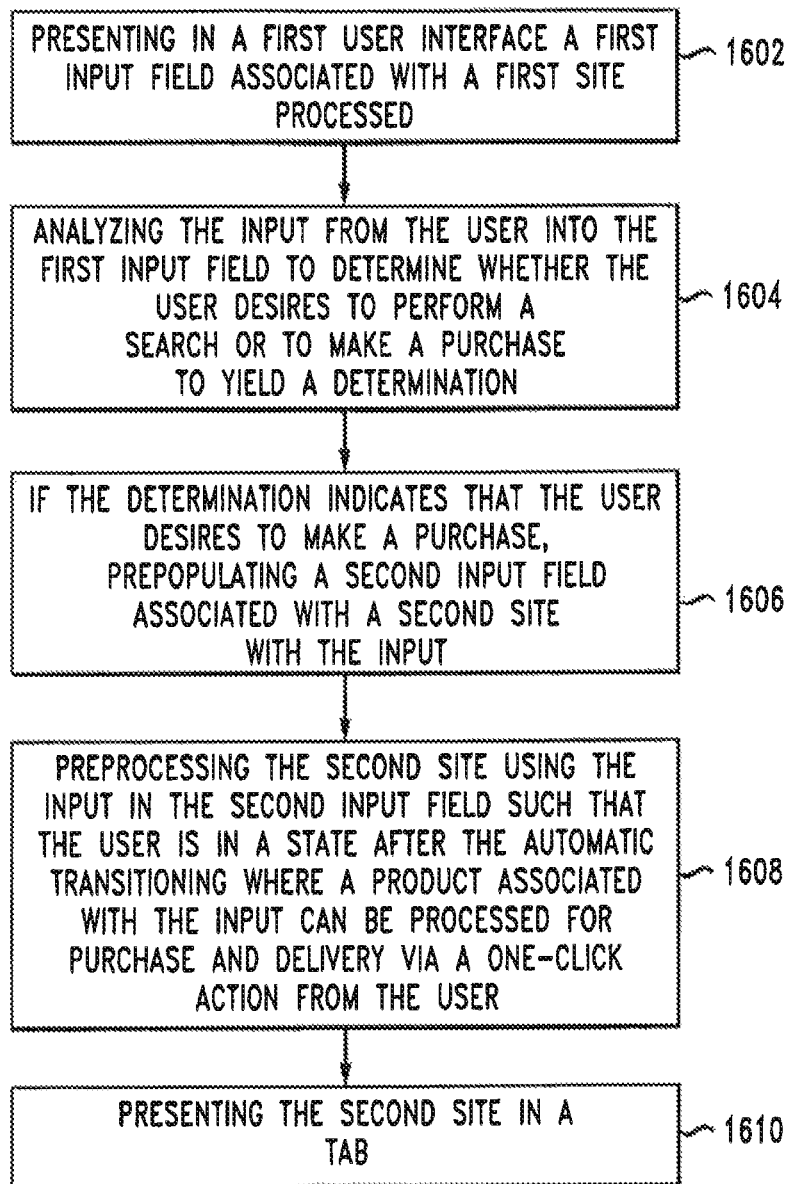 PRESENTING IN A FIRST USER INTERFACE A FIRST
INPUT FIELD ASSOCIATED WITH A FIRST SITE
PROCESSED
1602
ANALYZING THE INPUT FROM THE USER INTO THE
FIRST INPUT FIELD TO DETERMINE WHETHER THE
USER DESIRES TO PERFORM A
SEARCH OR TO MAKE A PURCHASE
TO YIELD A DETERMINATION
1604
IF THE DETERMINATION INDICATES THAT THE USER
DESIRES TO MAKE A PURCHASE,
PREPOPULATING A SECOND INPUT FIELD
ASSOCIATED WITH A SECOND SITE
WITH THE INPUT
1606
PREPROCESSING THE SECOND SITE USING THE
INPUT IN THE SECOND INPUT FIELD SUCH THAT
THE USER IS IN A STATE AFTER THE AUTOMATIC
TRANSITIONING WHERE A PRODUCT ASSOCIATED
WITH THE INPUT CAN BE PROCESSED FOR
PURCHASE AND DELIVERY VIA A ONE-CLICK
ACTION FROM THE USER
1608
PRESENTING THE SECOND SITE IN A
TAB
1610